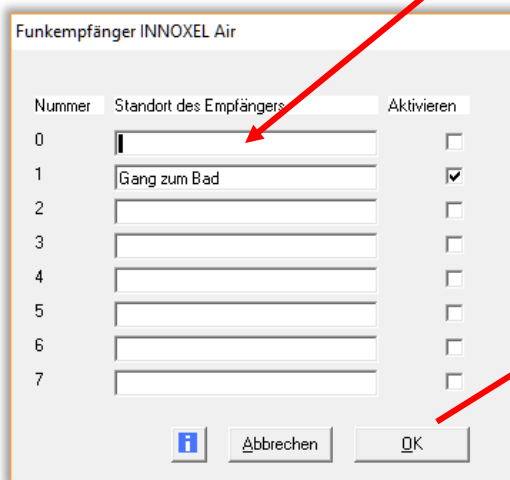 Funkempfänger INNOXEL Air
Nummer Standort des Empfängers Aktivieren
0
1 Gang zum Bad
2
3
4
5
6
7
i Abbrechen OK